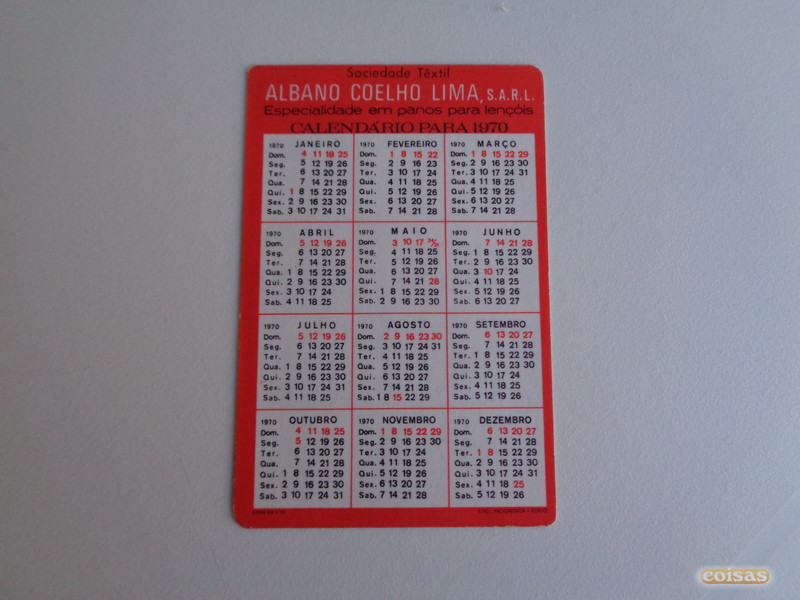 Sociedade Têxtil
ALBANO COELHO LIMA, S.A.R.L.
Especialidade em panos para lençóis
CALENDÁRIO PARA 1970
1970 JANEIRO
Dom. 4 11 18 25
Seg. 5 12 19 26
Ter. 6 13 20 27
Qua. 7 14 21 28
Qui. 1 8 15 22 29
Sex. 2 9 16 23 30
Sab. 3 10 17 24 31
1970 FEVEREIRO
Dom. 1 8 15 22
Seg. 2 9 16 23
Ter. 3 10 17 24
Qua. 4 11 18 25
Qui. 5 12 19 26
Sex. 6 13 20 27
Sab. 7 14 21 28
1970 MARÇO
Dom. 1 8 15 22 29
Seg. 2 9 16 23 30
Ter. 3 10 17 24 31
Qua. 4 11 18 25
Qui. 5 12 19 26
Sex. 6 13 20 27
Sab. 7 14 21 28
1970 ABRIL
Dom. 5 12 19 26
Seg. 6 13 20 27
Ter. 7 14 21 28
Qua. 1 8 15 22 29
Qui. 2 9 16 23 30
Sex. 3 10 17 24
Sab. 4 11 18 25
1970 MAIO
Dom. 3 10 17 24/31
Seg. 4 11 18 25
Ter. 5 12 19 26
Qua. 6 13 20 27
Qui. 7 14 21 28
Sex. 1 8 15 22 29
Sab. 2 9 16 23 30
1970 JUNHO
Dom. 7 14 21 28
Seg. 1 8 15 22 29
Ter. 2 9 16 23 30
Qua. 3 10 17 24
Qui. 4 11 18 25
Sex. 5 12 19 26
Sab. 6 13 20 27
1970 JULHO
Dom. 5 12 19 26
Seg. 6 13 20 27
Ter. 7 14 21 28
Qua. 1 8 15 22 29
Qui. 2 9 16 23 30
Sex. 3 10 17 24 31
Sab. 4 11 18 25
1970 AGOSTO
Dom. 2 9 16 23 30
Seg. 3 10 17 24 31
Ter. 4 11 18 25
Qua. 5 12 19 26
Qui. 6 13 20 27
Sex. 7 14 21 28
Sab. 1 8 15 22 29
1970 SETEMBRO
Dom. 6 13 20 27
Seg. 7 14 21 28
Ter. 1 8 15 22 29
Qua. 2 9 16 23 30
Qui. 3 10 17 24
Sex. 4 11 18 25
Sab. 5 12 19 26
1970 OUTUBRO
Dom. 4 11 18 25
Seg. 5 12 19 26
Ter. 6 13 20 27
Qua. 7 14 21 28
Qui. 1 8 15 22 29
Sex. 2 9 16 23 30
Sab. 3 10 17 24 31
1970 NOVEMBRO
Dom. 1 8 15 22 29
Seg. 2 9 16 23 30
Ter. 3 10 17 24
Qua. 4 11 18 25
Qui. 5 12 19 26
Sex. 6 13 20 27
Sab. 7 14 21 28
1970 DEZEMBRO
Dom. 6 13 20 27
Seg. 7 14 21 28
Ter. 1 8 15 22 29
Qua. 2 9 16 23 30
Qui. 3 10 17 24 31
Sex. 4 11 18 25
Sab. 5 12 19 26
coisas